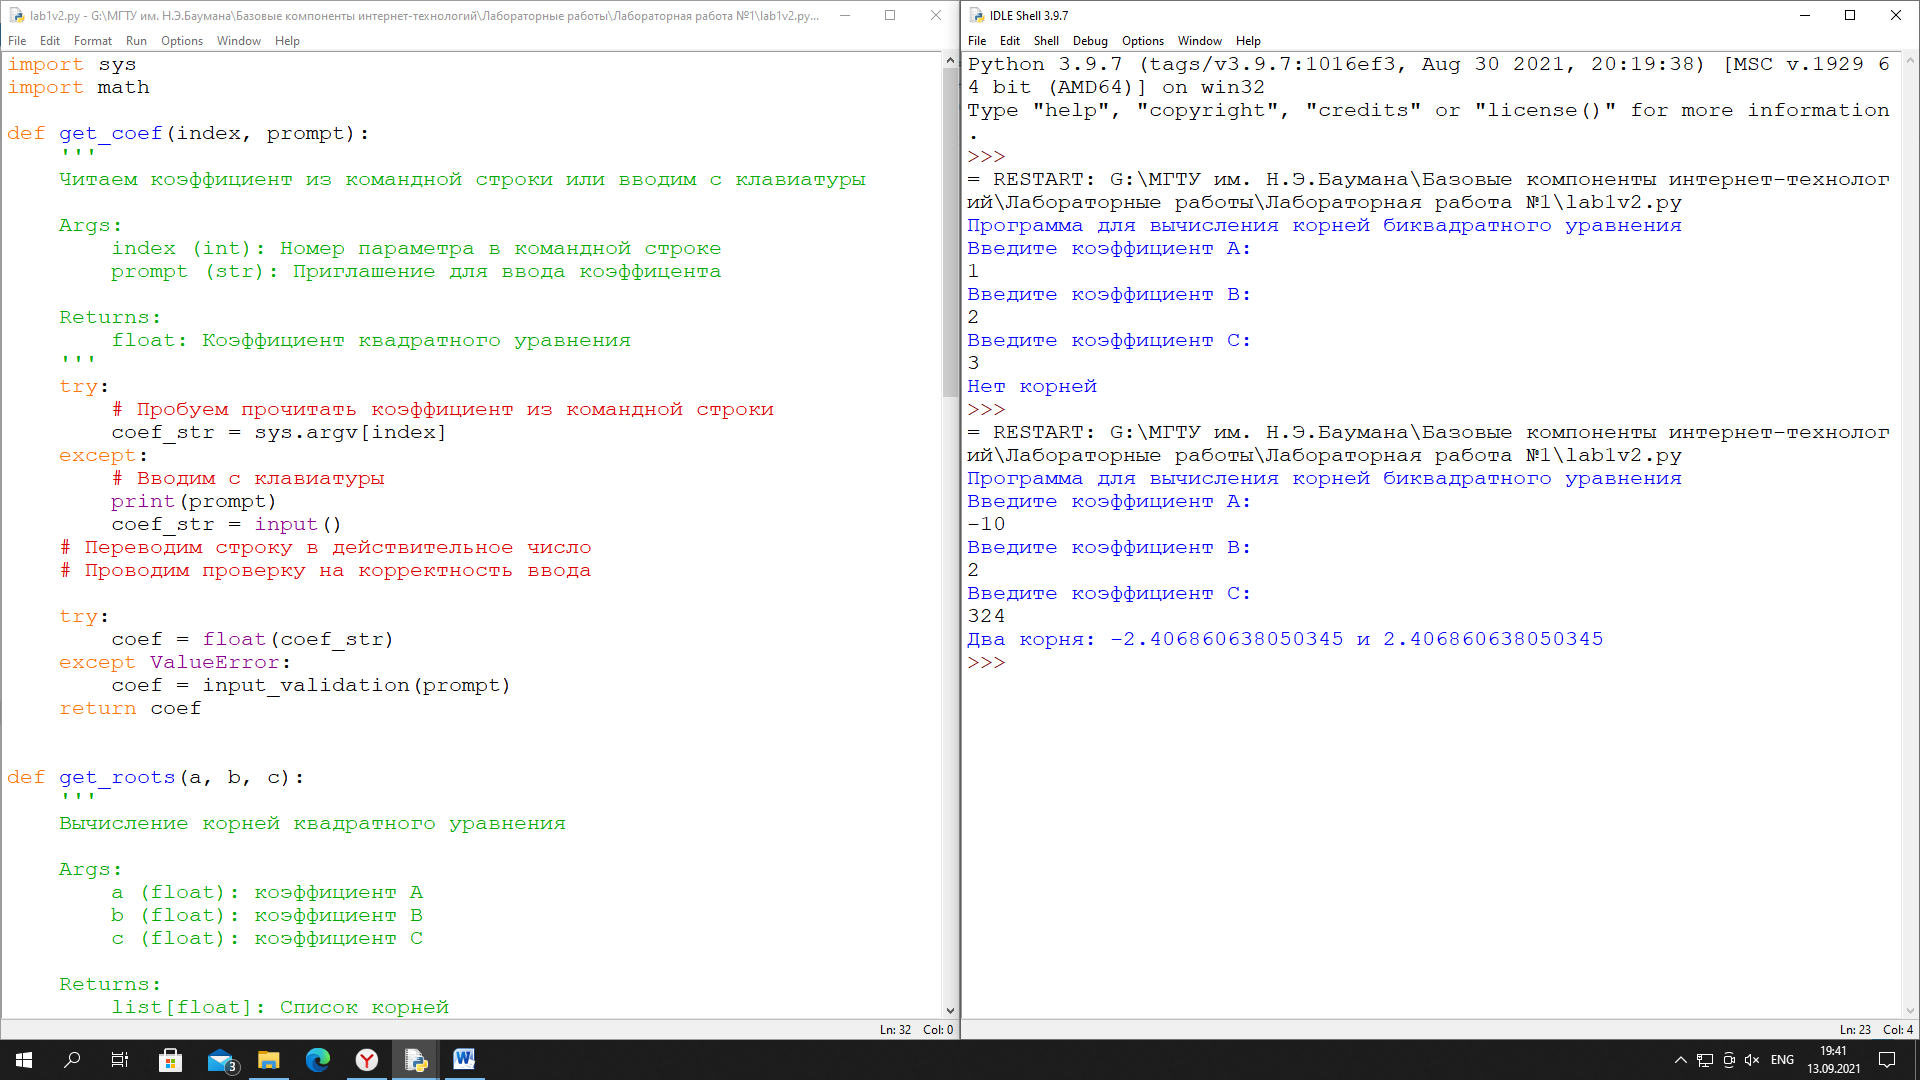 lab1v2.py - G:\МГТУ им. Н.Э.Баумана\Базовые компоненты интернет-технологий\Лабораторные работы\Лабораторная работа №1\lab1v2.py...
File Edit Format Run Options Window Help
import sys
import math
def get_coef(index, prompt):
'''
Читаем коэффициент из командной строки или вводим с клавиатуры
Args:
index (int): Номер параметра в командной строке
prompt (str): Приглашение для ввода коэффицента
Returns:
float: Коэффициент квадратного уравнения
'''
try:
# Пробуем прочитать коэффициент из командной строки
coef_str = sys.argv[index]
except:
# Вводим с клавиатуры
print(prompt)
coef_str = input()
# Переводим строку в действительное число
# Проводим проверку на корректность ввода
try:
coef = float(coef_str)
except ValueError:
coef = input_validation(prompt)
return coef
def get_roots(a, b, c):
'''
Вычисление корней квадратного уравнения
Args:
a (float): коэффициент A
b (float): коэффициент B
c (float): коэффициент C
Returns:
list[float]: Список корней
Ln: 32 Col: 0
IDLE Shell 3.9.7
File Edit Shell Debug Options Window Help
Python 3.9.7 (tags/v3.9.7:1016ef3, Aug 30 2021, 20:19:38) [MSC v.1929 6
4 bit (AMD64)] on win32
Type "help", "copyright", "credits" or "license()" for more information
.
>>>
= RESTART: G:\МГТУ им. Н.Э.Баумана\Базовые компоненты интернет-технолог
ий\Лабораторные работы\Лабораторная работа №1\lab1v2.py
Программа для вычисления корней биквадратного уравнения
Введите коэффициент A:
1
Введите коэффициент B:
2
Введите коэффициент C:
3
Нет корней
>>>
= RESTART: G:\МГТУ им. Н.Э.Баумана\Базовые компоненты интернет-технолог
ий\Лабораторные работы\Лабораторная работа №1\lab1v2.py
Программа для вычисления корней биквадратного уравнения
Введите коэффициент A:
-10
Введите коэффициент B:
2
Введите коэффициент C:
324
Два корня: -2.406860638050345 и 2.406860638050345
>>>
Ln: 23 Col: 4
3
ENG
19:41
13.09.2021